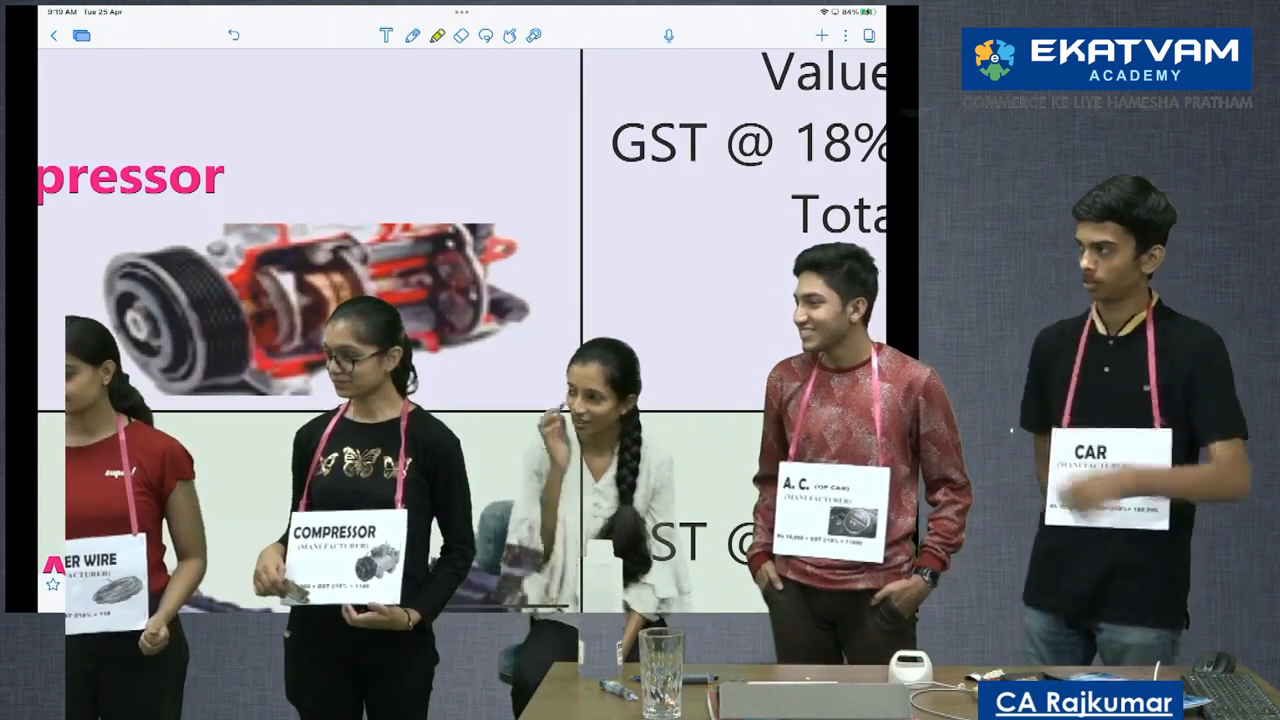 9:19 AM Tue 25 Apr
84%
EKATVAM
ACADEMY
COMMERCE KE LIYE HAMESHA PRATHAM
Value
GST @ 18%
Tota
pressor
ST @
ER WIRE
COMPRESSOR
(MANUFACTURER)
A. C. (OF CAR)
(MANUFACTURER)
CAR
(MANUFACTURER)
CA Rajkumar